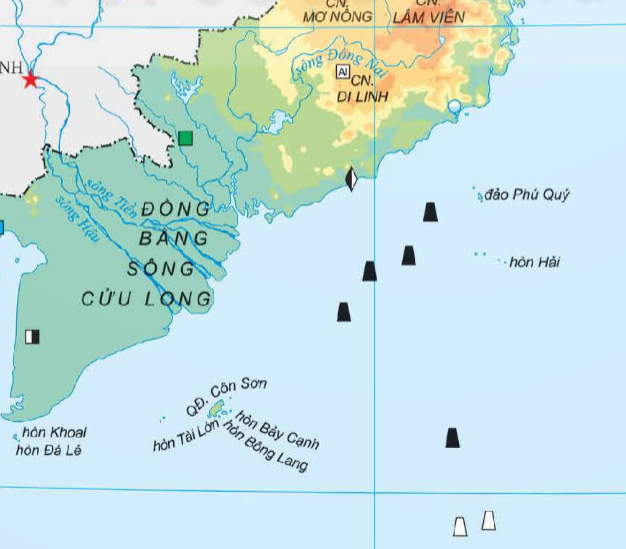 CN.
MƠ NÔNG
CN.
LÂM VIÊN
NH
sông Đồng Nai
Al
CN.
DI LINH
sông Tiền
sông Hậu
ĐỒNG
BẰNG
SÔNG
CỬU LONG
đảo Phú Quý
hòn Hải
QĐ. Côn Sơn
hòn Bảy Cạnh
hòn Tài Lớn
hòn Bông Lang
hòn Khoai
hòn Đá Lẻ